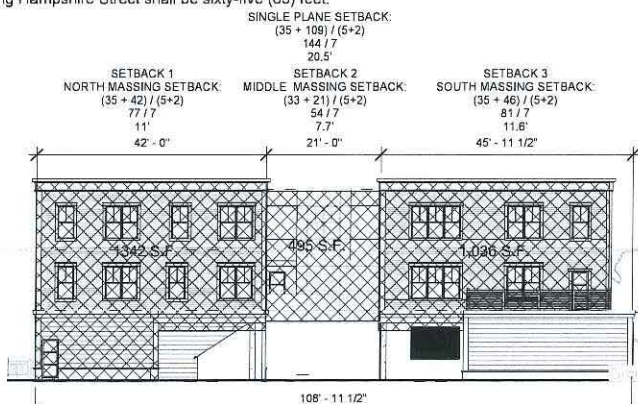 ng Hampshire Street shall be sixty-five (65) feet.
SINGLE PLANE SETBACK:
(35 + 109) / (5+2)
144 / 7
20.5'
SETBACK 1
NORTH MASSING SETBACK:
(35 + 42) / (5+2)
77 / 7
11'
42' - 0"
SETBACK 2
MIDDLE MASSING SETBACK:
(33 + 21) / (5+2)
54 / 7
7.7'
21' - 0"
SETBACK 3
SOUTH MASSING SETBACK:
(35 + 46) / (5+2)
81 / 7
11.6'
45' - 11 1/2"
1342 S.F.
495 S.F.
1,036 S.F.
108' - 11 1/2"